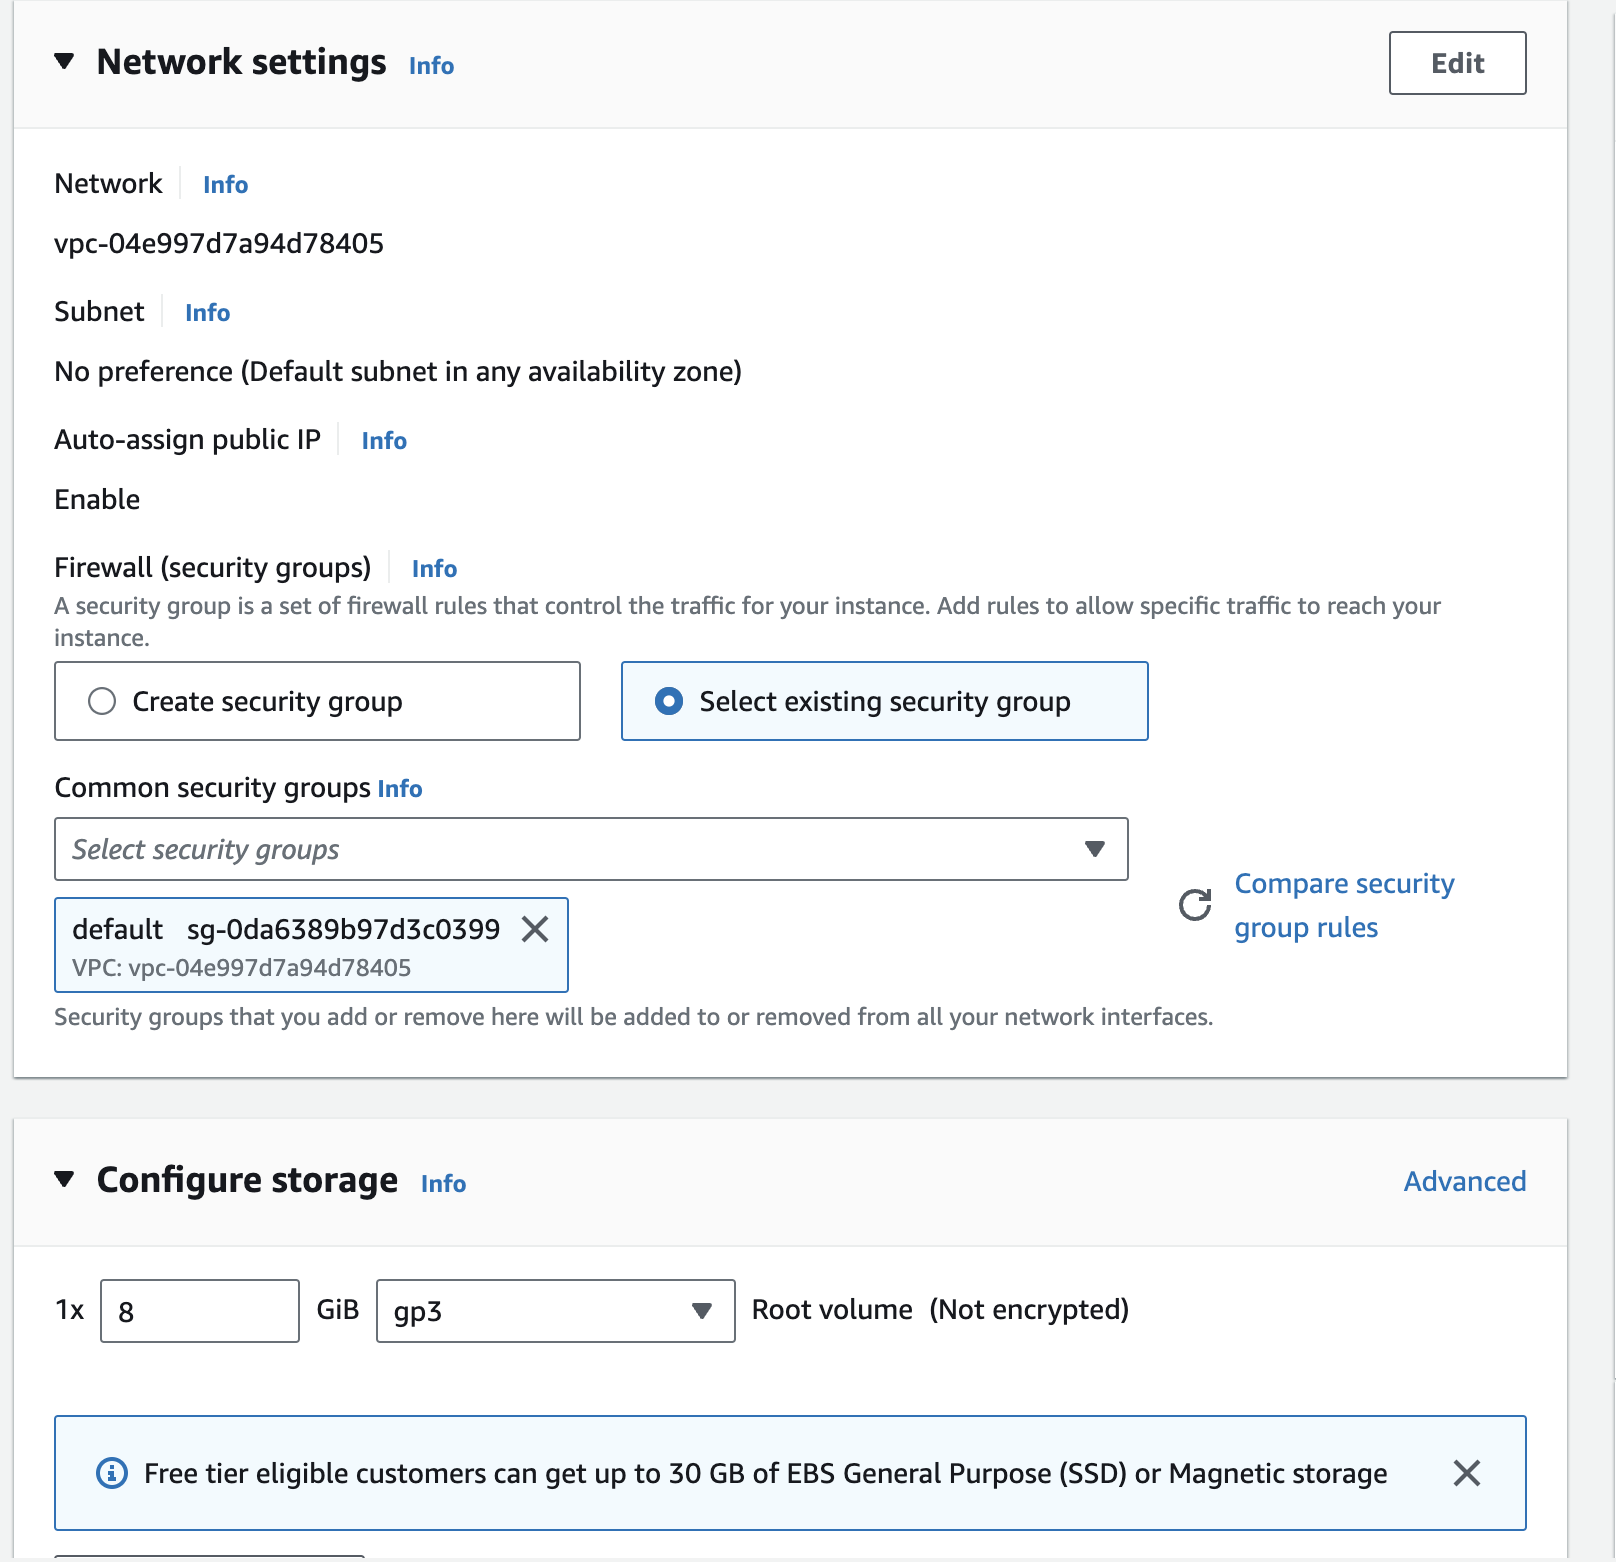 Network settings Info
Edit
Network Info
vpc-04e997d7a94d78405
Subnet Info
No preference (Default subnet in any availability zone)
Auto-assign public IP Info
Enable
Firewall (security groups) Info
A security group is a set of firewall rules that control the traffic for your instance. Add rules to allow specific traffic to reach your
instance.
Create security group
Select existing security group
Common security groups Info
Select security groups
Compare security
group rules
default sg-0da6389b97d3c0399
VPC: vpc-04e997d7a94d78405
Security groups that you add or remove here will be added to or removed from all your network interfaces.
Configure storage Info
Advanced
1x 8 GiB gp3 Root volume (Not encrypted)
Free tier eligible customers can get up to 30 GB of EBS General Purpose (SSD) or Magnetic storage